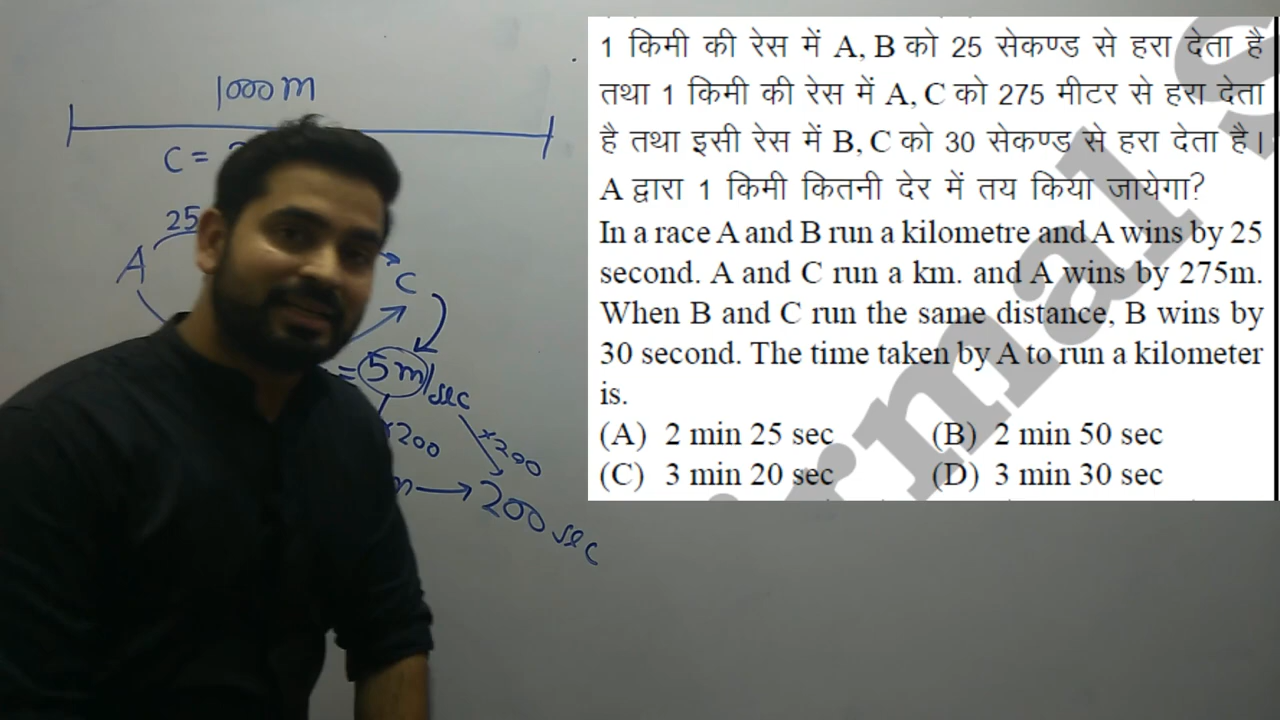 1000m
C =
25
A
C
= 5m/sec
×200
×200
m → 200 sec
1 किमी की रेस में A, B को 25 सेकण्ड से हरा देता है
तथा 1 किमी की रेस में A, C को 275 मीटर से हरा देता
है तथा इसी रेस में B, C को 30 सेकण्ड से हरा देता है।
A द्वारा 1 किमी कितनी देर में तय किया जायेगा?
In a race A and B run a kilometre and A wins by 25
second. A and C run a km. and A wins by 275m.
When B and C run the same distance, B wins by
30 second. The time taken by A to run a kilometer
is.
(A) 2 min 25 sec (B) 2 min 50 sec
(C) 3 min 20 sec (D) 3 min 30 sec